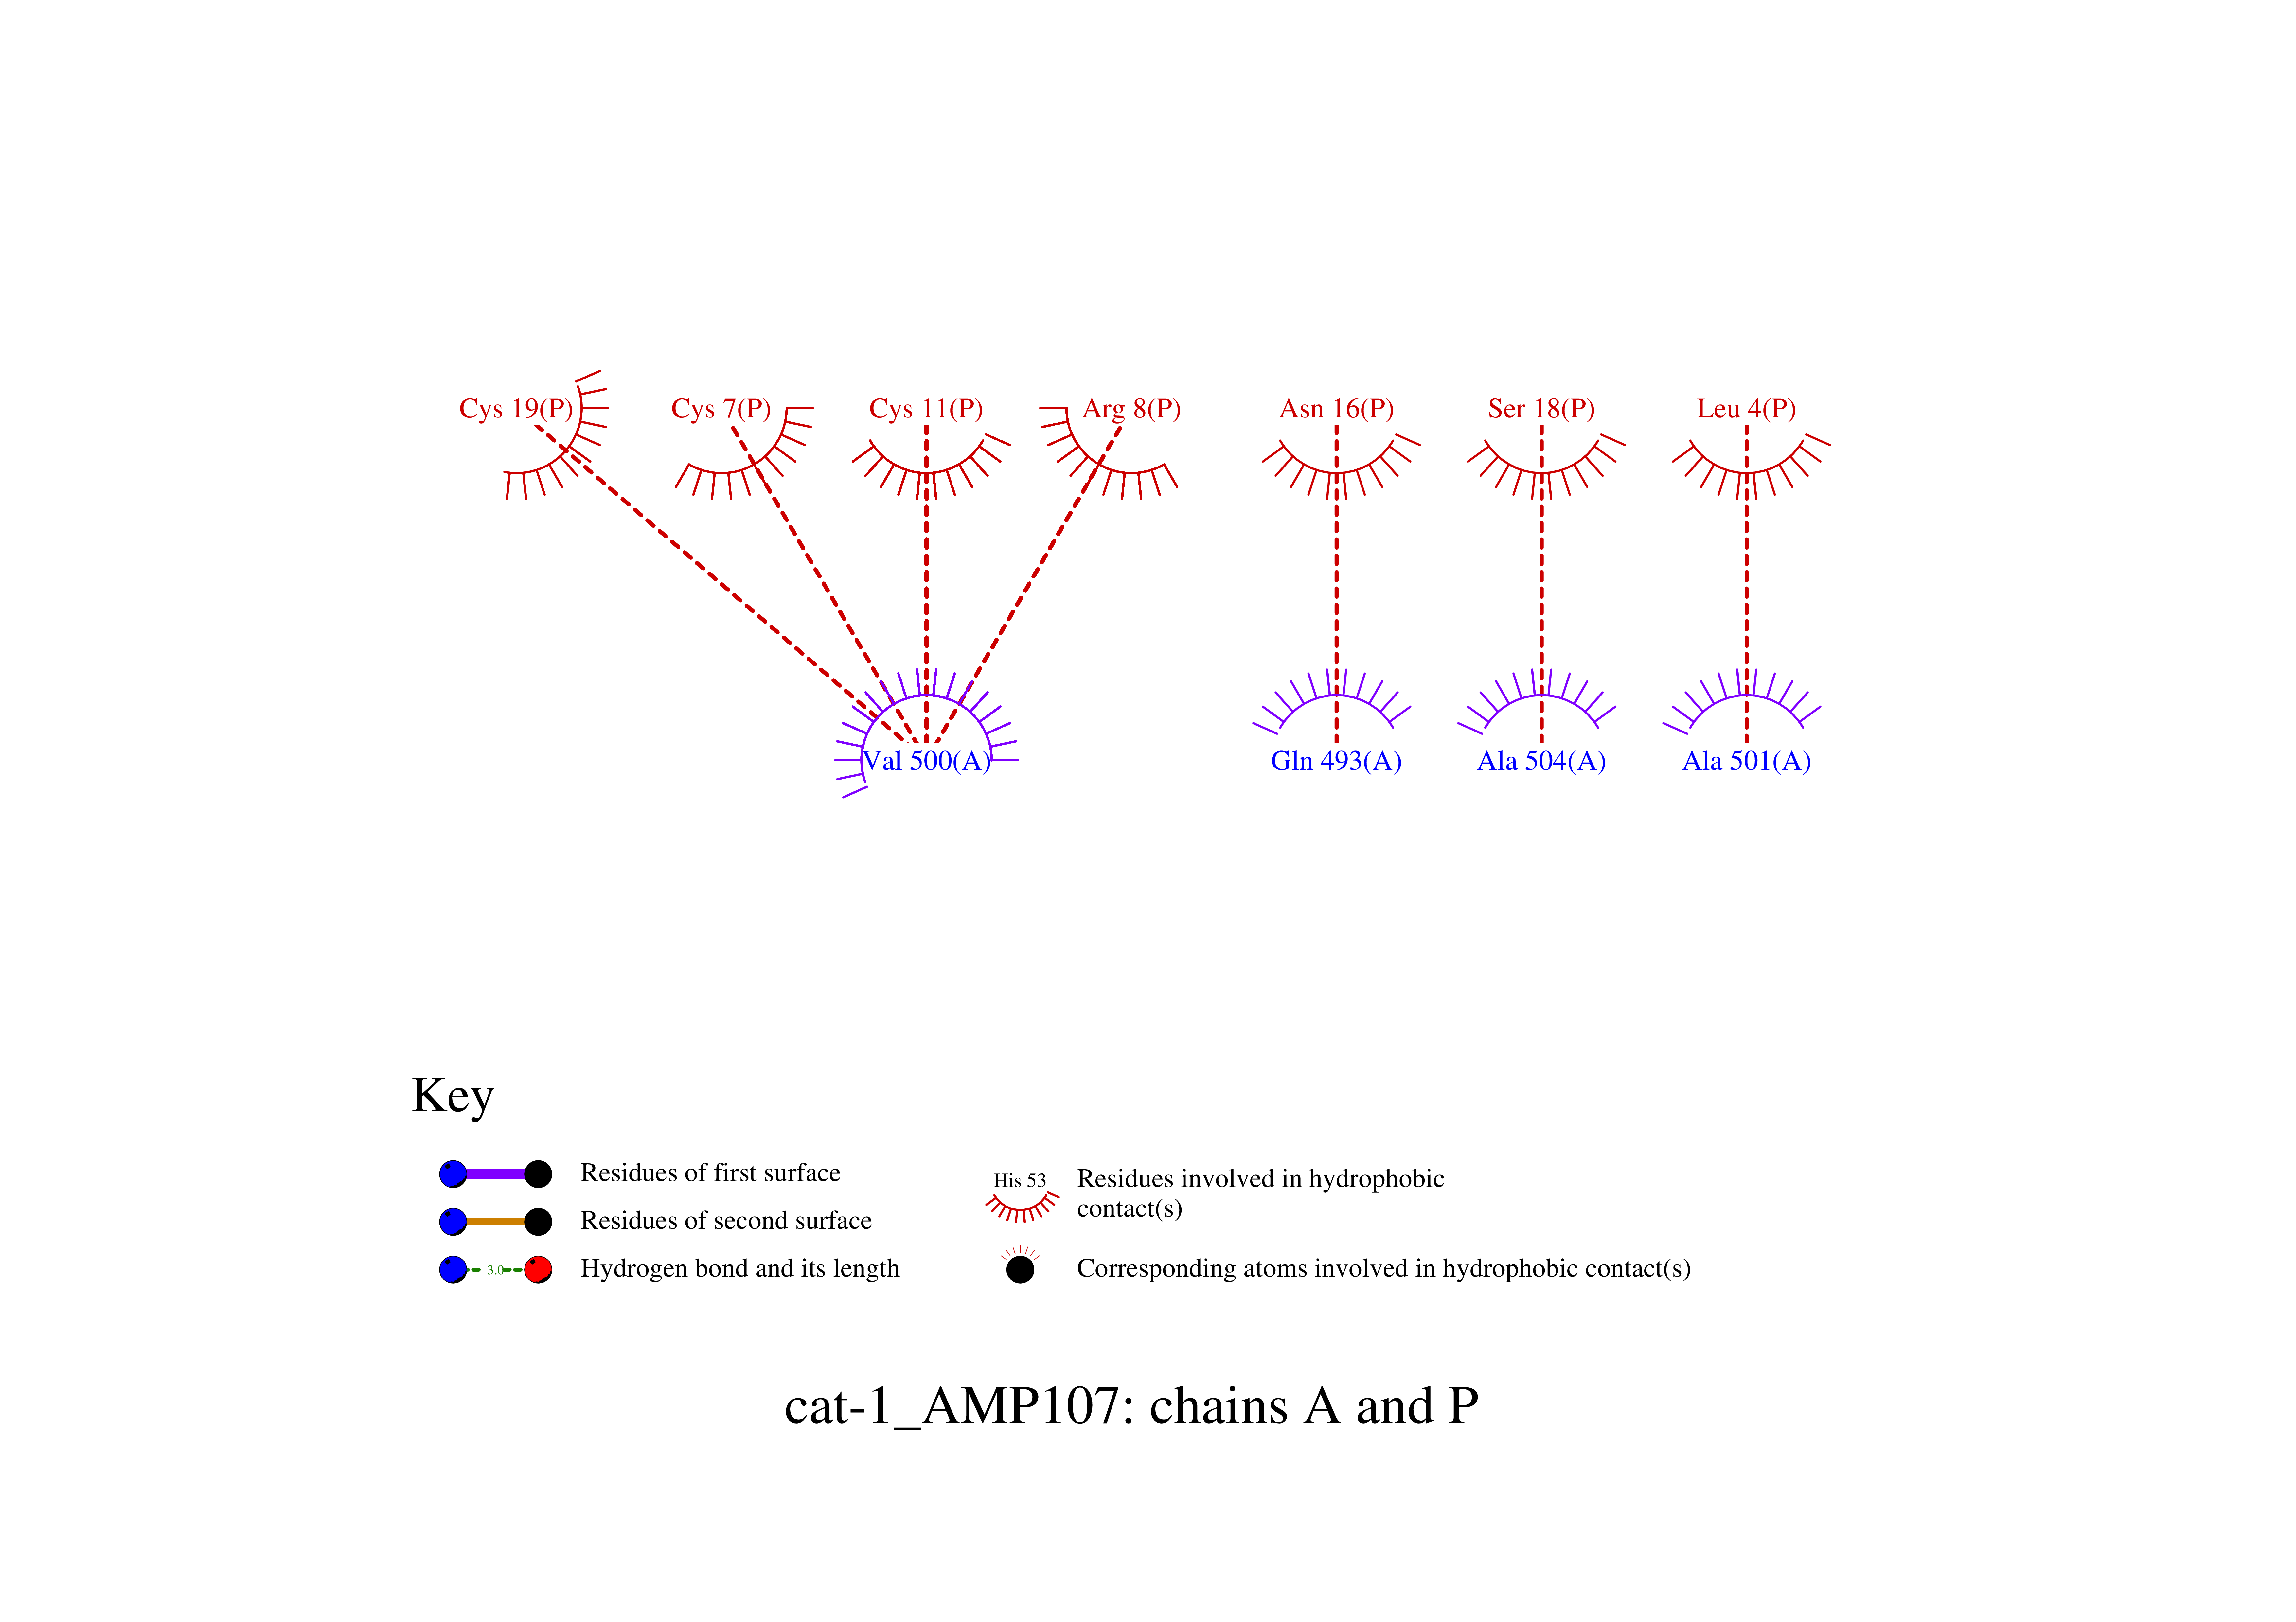 Cys 19(P) Cys 7(P) Cys 11(P) Arg 8(P) Asn 16(P) Ser 18(P) Leu 4(P)
Val 500(A) Gln 493(A) Ala 504(A) Ala 501(A)
Key
Residues of first surface
Residues of second surface
3.0 Hydrogen bond and its length
His 53 Residues involved in hydrophobic
contact(s)
Corresponding atoms involved in hydrophobic contact(s)
cat-1_AMP107: chains A and P